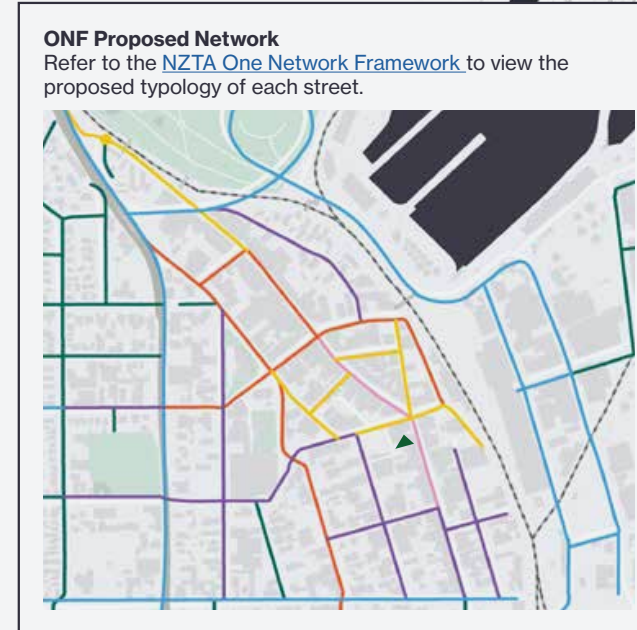 ONF Proposed Network
Refer to the NZTA One Network Framework to view the
proposed typology of each street.